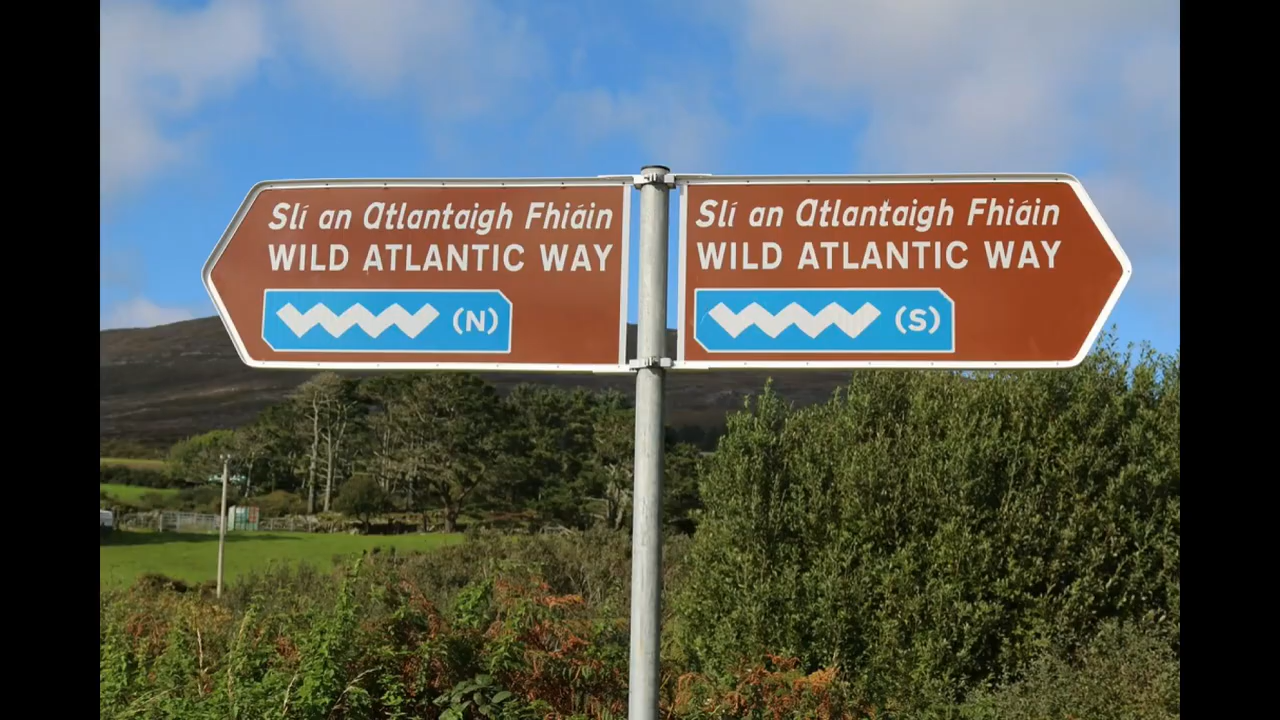 Slí an Atlantaigh Fhiáin
WILD ATLANTIC WAY
(N)
Slí an Atlantaigh Fhiáin
WILD ATLANTIC WAY
(S)